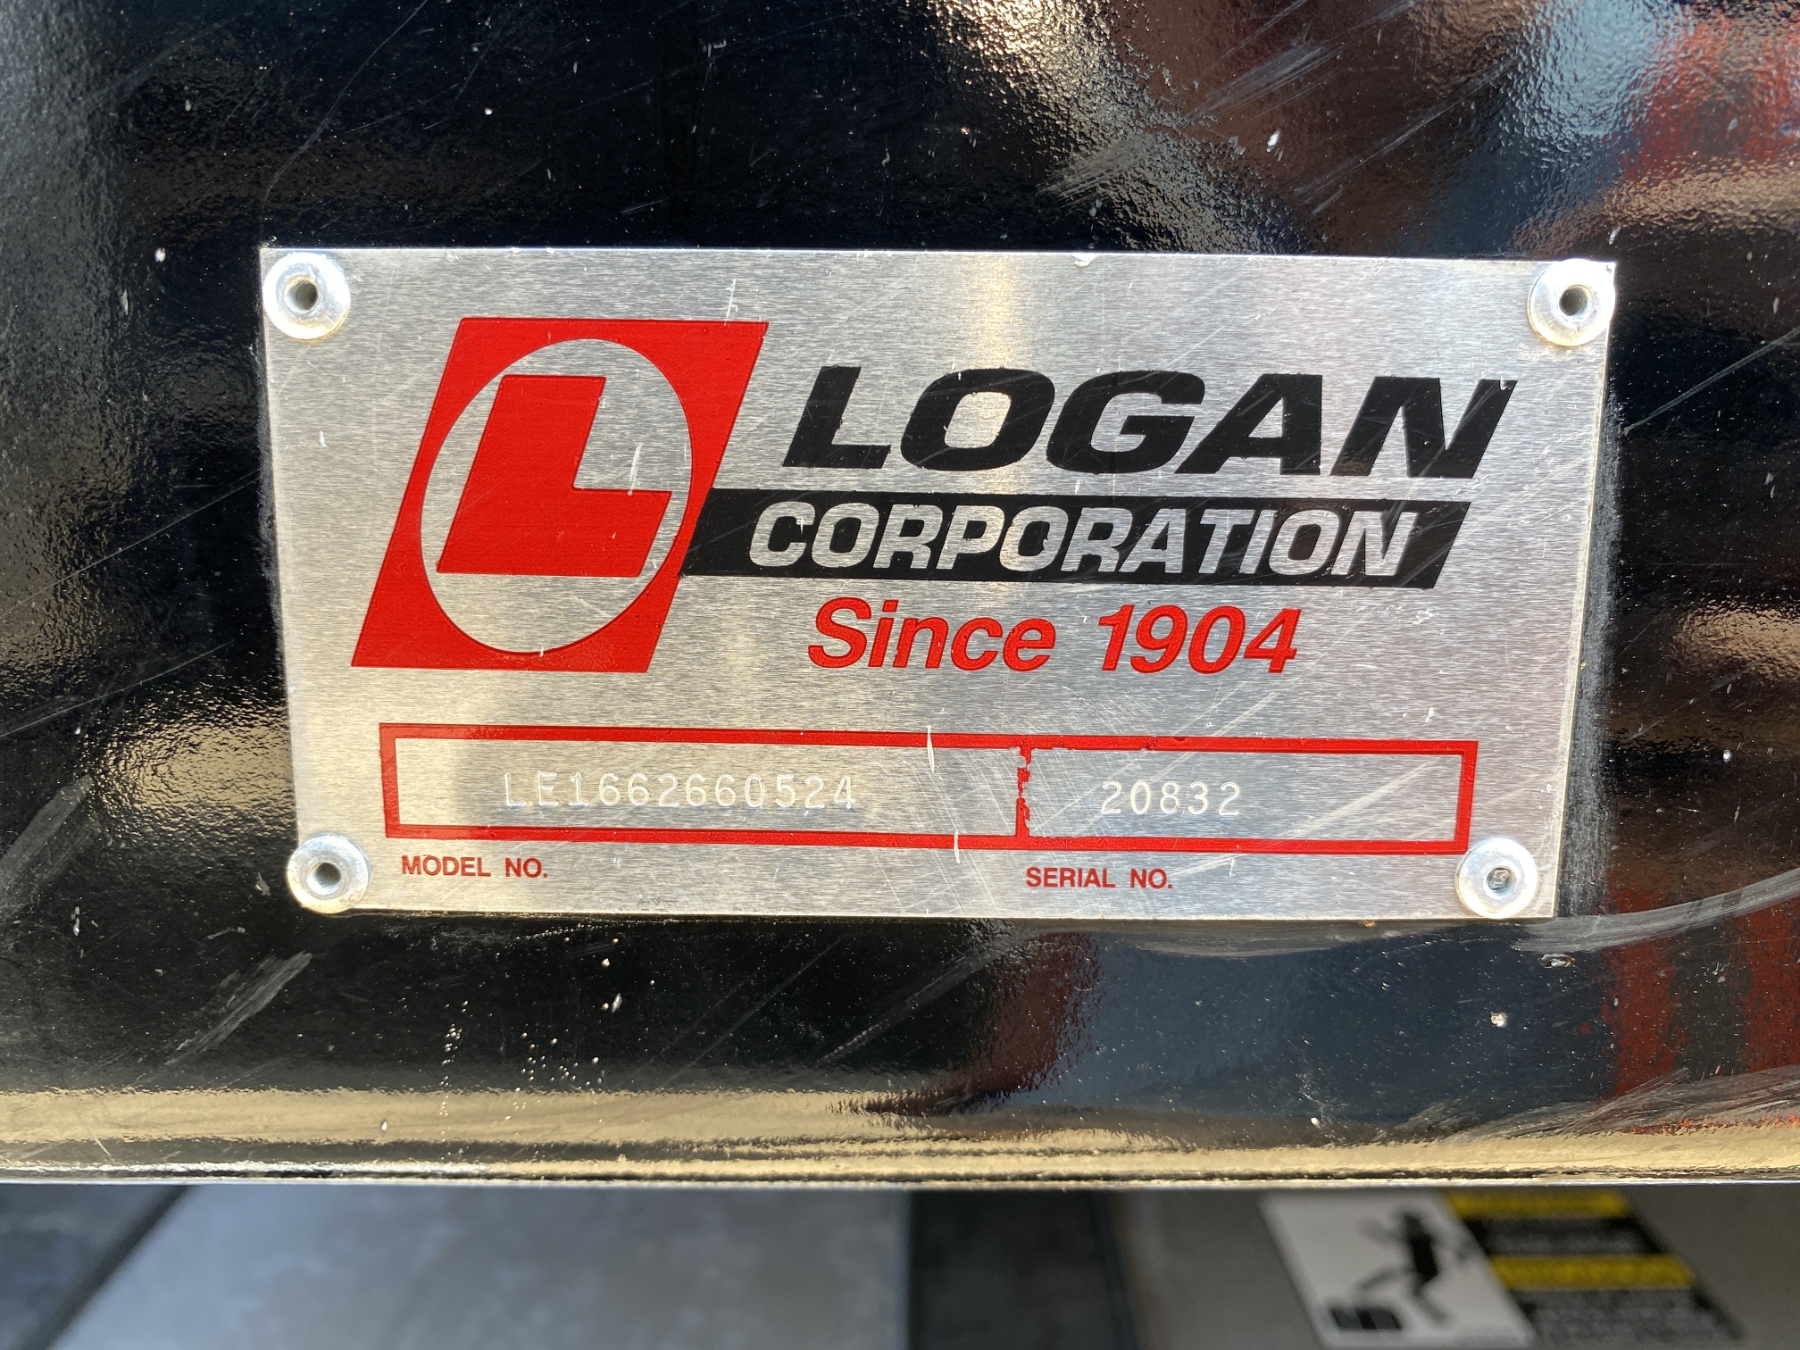 L
LOGAN
CORPORATION
Since 1904
LE1662660524 20832
MODEL NO. SERIAL NO.